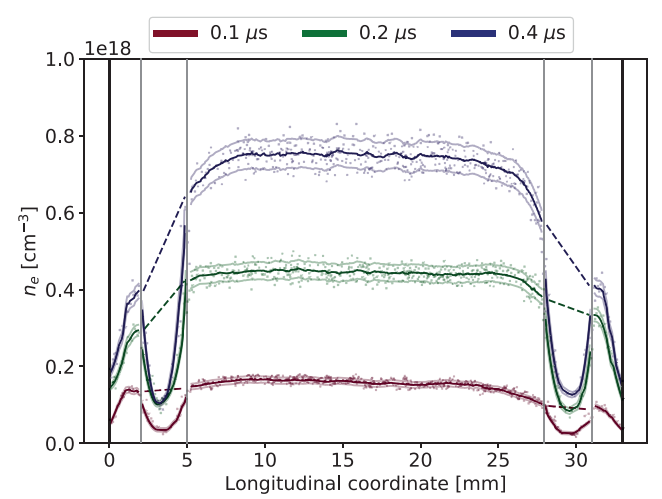 0.1 μs 0.2 μs 0.4 μs
1e18
1.0
0.8
0.6
0.4
0.2
0.0
nₑ [cm⁻³]
0 5 10 15 20 25 30
Longitudinal coordinate [mm]